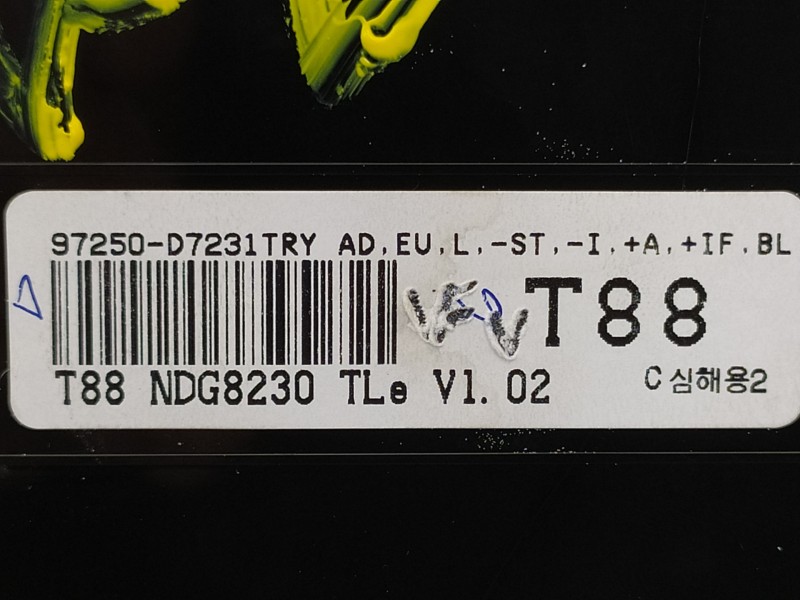 97250-D7231TRY AD,EU,L,-ST,-I,+A,+IF,BL
T88
T88 NDG8230 TLe V1.02
C심해용2